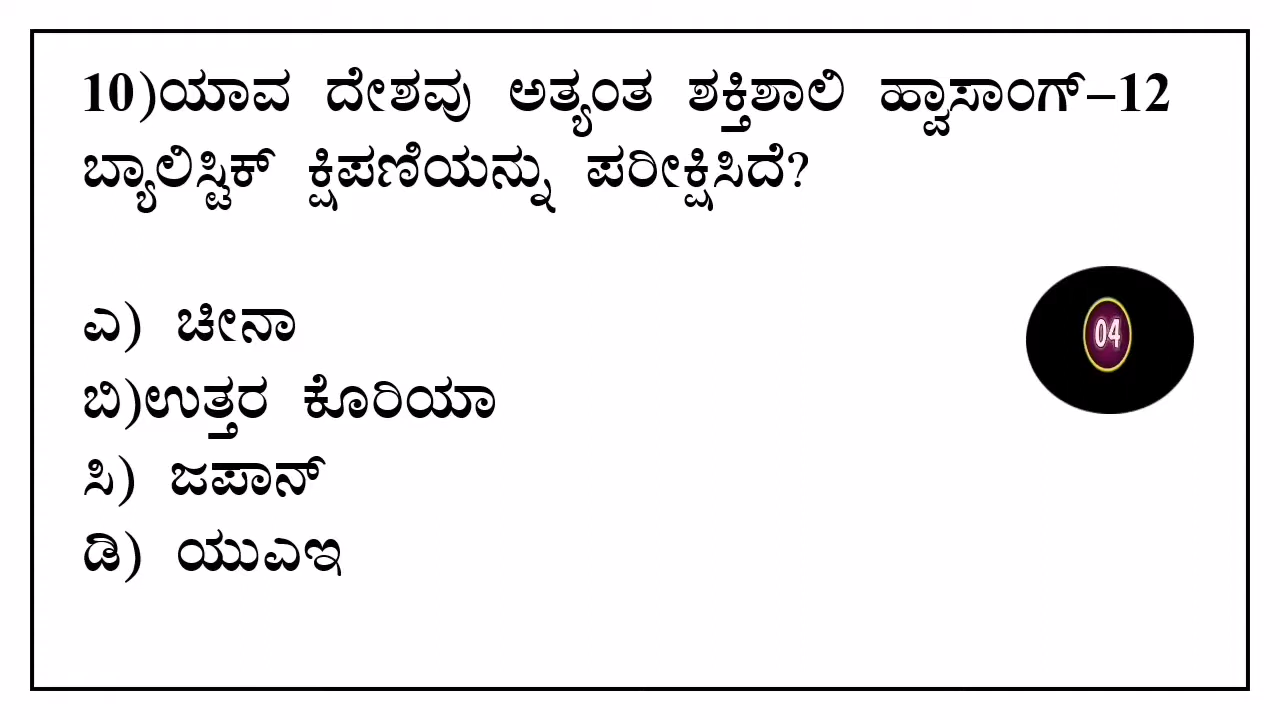 10)ಯಾವ ದೇಶವು ಅತ್ಯಂತ ಶಕ್ತಿಶಾಲಿ ಹ್ವಾಸಾಂಗ್-12
ಬ್ಯಾಲಿಸ್ಟಿಕ್ ಕ್ಷಿಪಣಿಯನ್ನು ಪರೀಕ್ಷಿಸಿದೆ?
ಎ) ಚೀನಾ
04
ಬಿ)ಉತ್ತರ ಕೊರಿಯಾ
ಸಿ) ಜಪಾನ್
ಡಿ) ಯುಎಇ